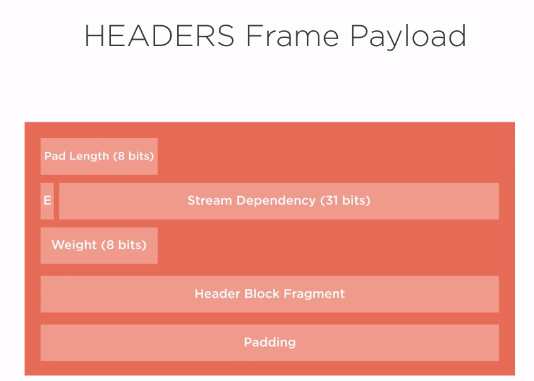 HEADERS Frame Payload
Pad Length (8 bits)
E Stream Dependency (31 bits)
Weight (8 bits)
Header Block Fragment
Padding